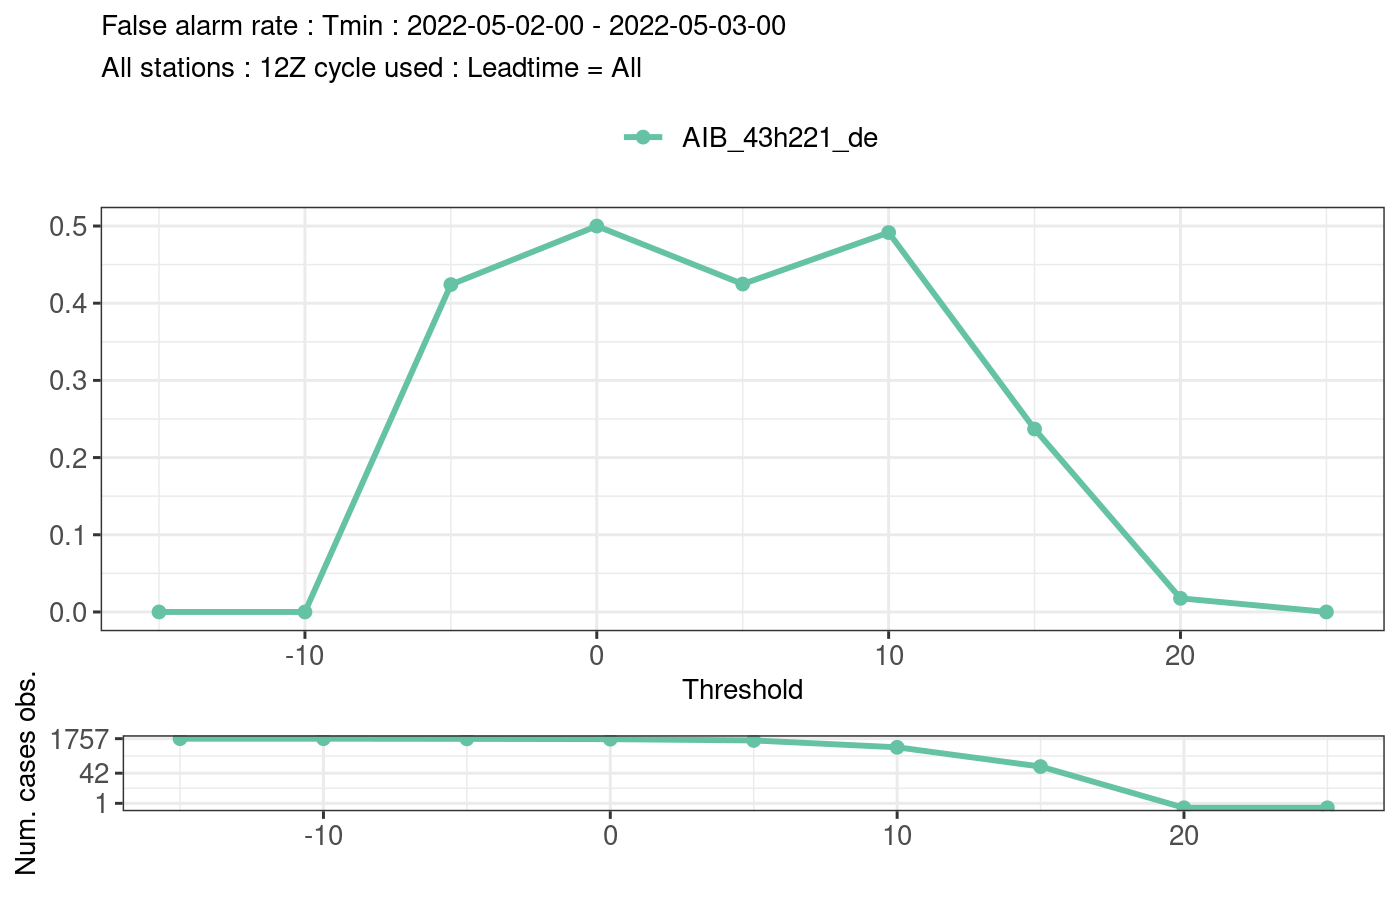 False alarm rate : Tmin : 2022-05-02-00 - 2022-05-03-00
All stations : 12Z cycle used : Leadtime = All
AIB_43h221_de
0.5
0.4
0.3
0.2
0.1
0.0
-10 0 10 20
Threshold
Num. cases obs.
1757
42
1
-10 0 10 20